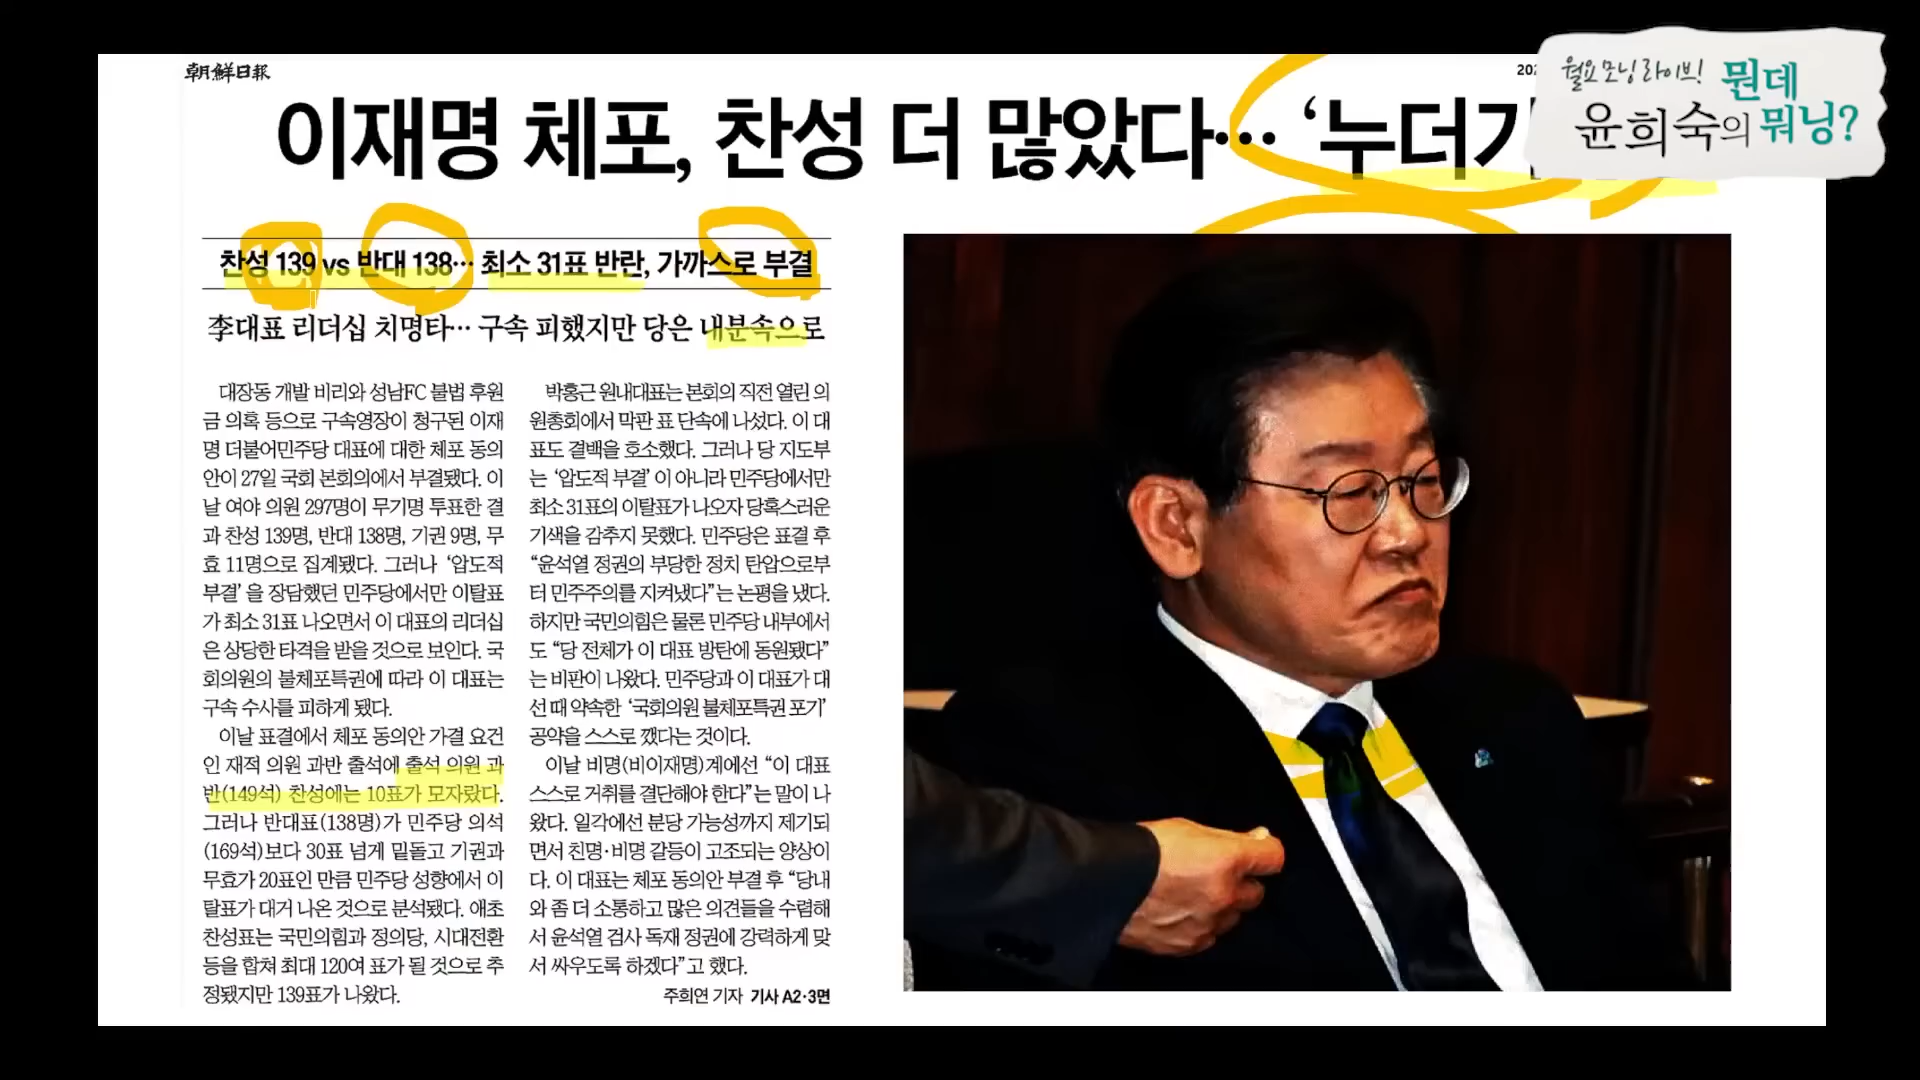 朝鮮日報
202
월요모닝라이브! 뭔데
윤희숙의 뭐닝?
이재명 체포, 찬성 더 많았다… ‘누더기
찬성 139 vs 반대 138… 최소 31표 반란, 가까스로 부결
李대표 리더십 치명타… 구속 피했지만 당은 내분속으로
대장동 개발 비리와 성남FC 불법 후원
금 의혹 등으로 구속영장이 청구된 이재
명 더불어민주당 대표에 대한 체포 동의
안이 27일 국회 본회의에서 부결됐다. 이
날 여야 의원 297명이 무기명 투표한 결
과 찬성 139명, 반대 138명, 기권 9명, 무
효 11명으로 집계됐다. 그러나 ‘압도적
부결’을 장담했던 민주당에서만 이탈표
가 최소 31표 나오면서 이 대표의 리더십
은 상당한 타격을 받을 것으로 보인다. 국
회의원의 불체포특권에 따라 이 대표는
구속 수사를 피하게 됐다.
이날 표결에서 체포 동의안 가결 요건
인 재적 의원 과반 출석에 출석 의원 과
반(149석) 찬성에는 10표가 모자랐다.
그러나 반대표(138명)가 민주당 의석
(169석)보다 30표 넘게 밑돌고 기권과
무효가 20표인 만큼 민주당 성향에서 이
탈표가 대거 나온 것으로 분석됐다. 애초
찬성표는 국민의힘과 정의당, 시대전환
등을 합쳐 최대 120여 표가 될 것으로 추
정됐지만 139표가 나왔다.
박홍근 원내대표는 본회의 직전 열린 의
원총회에서 막판 표 단속에 나섰다. 이 대
표도 결백을 호소했다. 그러나 당 지도부
는 ‘압도적 부결’이 아니라 민주당에서만
최소 31표의 이탈표가 나오자 당혹스러운
기색을 감추지 못했다. 민주당은 표결 후
“윤석열 정권의 부당한 정치 탄압으로부
터 민주주의를 지켜냈다”는 논평을 냈다.
하지만 국민의힘은 물론 민주당 내부에서
도 “당 전체가 이 대표 방탄에 동원됐다”
는 비판이 나왔다. 민주당과 이 대표가 대
선 때 약속한 ‘국회의원 불체포특권 포기’
공약을 스스로 깼다는 것이다.
이날 비명(비이재명)계에선 “이 대표
스스로 거취를 결단해야 한다”는 말이 나
왔다. 일각에선 분당 가능성까지 제기되
면서 친명·비명 갈등이 고조되는 양상이
다. 이 대표는 체포 동의안 부결 후 “당내
와 좀 더 소통하고 많은 의견들을 수렴해
서 윤석열 검사 독재 정권에 강력하게 맞
서 싸우도록 하겠다”고 했다.
주희연 기자 기사 A2·3면